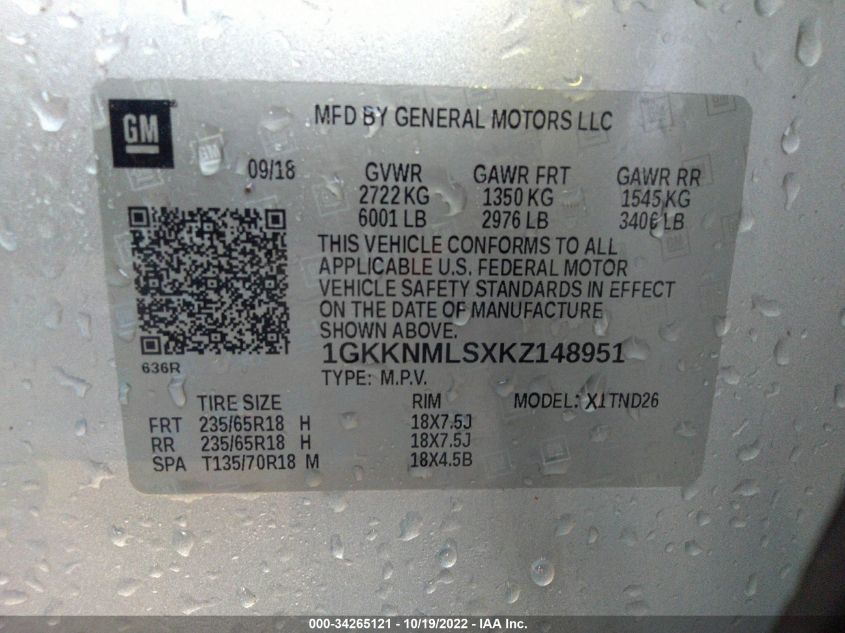 GM
MFD BY GENERAL MOTORS LLC
09/18 GVWR GAWR FRT GAWR RR
2722 KG 1350 KG 1545 KG
6001 LB 2976 LB 3406 LB
THIS VEHICLE CONFORMS TO ALL
APPLICABLE U.S. FEDERAL MOTOR
VEHICLE SAFETY STANDARDS IN EFFECT
ON THE DATE OF MANUFACTURE
SHOWN ABOVE.
636R
1GKKNMLSXKZ148951
TYPE: M.P.V.
TIRE SIZE RIM MODEL: X1TND26
FRT 235/65R18 H 18X7.5J
RR 235/65R18 H 18X7.5J
SPA T135/70R18 M 18X4.5B
000-34265121 - 10/19/2022 - IAA Inc.